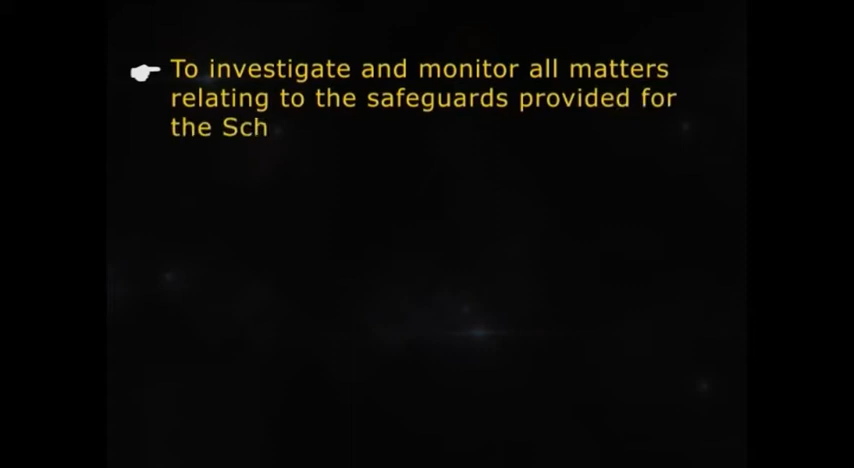 To investigate and monitor all matters
relating to the safeguards provided for
the Sch